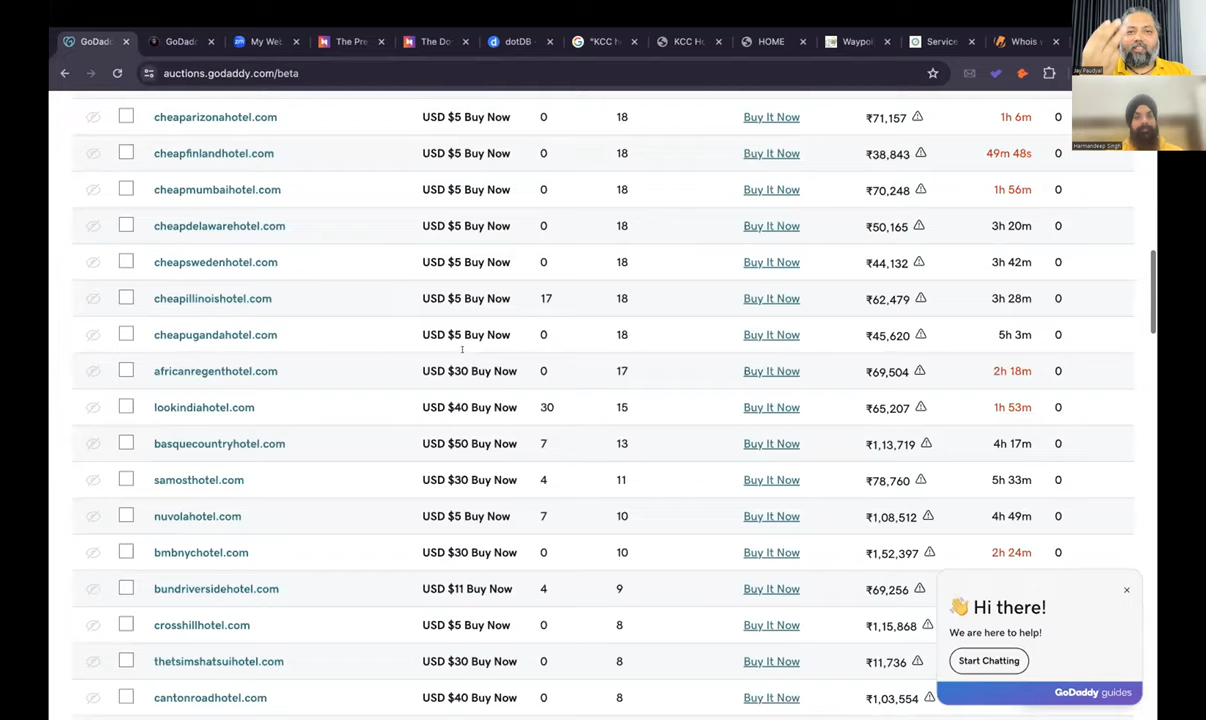 GoDadd
GoDadd
My Web
The Pre
The Do
dotDB -
"KCC h
KCC H
HOME
Waypoi
Service
Whois
auctions.godaddy.com/beta
Jay Paudyal
Harmandeep Singh
cheaparizonahotel.com USD $5 Buy Now 0 18 Buy It Now ₹71,157 1h 6m 0
cheapfinlandhotel.com USD $5 Buy Now 0 18 Buy It Now ₹38,843 49m 48s 0
cheapmumbaihotel.com USD $5 Buy Now 0 18 Buy It Now ₹70,248 1h 56m 0
cheapdelawarehotel.com USD $5 Buy Now 0 18 Buy It Now ₹50,165 3h 20m 0
cheapswedenhotel.com USD $5 Buy Now 0 18 Buy It Now ₹44,132 3h 42m 0
cheapillinoishotel.com USD $5 Buy Now 17 18 Buy It Now ₹62,479 3h 28m 0
cheapugandahotel.com USD $5 Buy Now 0 18 Buy It Now ₹45,620 5h 3m 0
africanregenthotel.com USD $30 Buy Now 0 17 Buy It Now ₹69,504 2h 18m 0
lookindiahotel.com USD $40 Buy Now 30 15 Buy It Now ₹65,207 1h 53m 0
basquecountryhotel.com USD $50 Buy Now 7 13 Buy It Now ₹1,13,719 4h 17m 0
samosthotel.com USD $30 Buy Now 4 11 Buy It Now ₹78,760 5h 33m 0
nuvolahotel.com USD $5 Buy Now 7 10 Buy It Now ₹1,08,512 4h 49m 0
bmbnychotel.com USD $30 Buy Now 0 10 Buy It Now ₹1,52,397 2h 24m 0
bundriversidehotel.com USD $11 Buy Now 4 9 Buy It Now ₹69,256
crosshillhotel.com USD $5 Buy Now 0 8 Buy It Now ₹1,15,868
thetsimshatsuihotel.com USD $30 Buy Now 0 8 Buy It Now ₹11,736
cantonroadhotel.com USD $40 Buy Now 0 8 Buy It Now ₹1,03,554
👋 Hi there!
We are here to help!
Start Chatting
GoDaddy guides